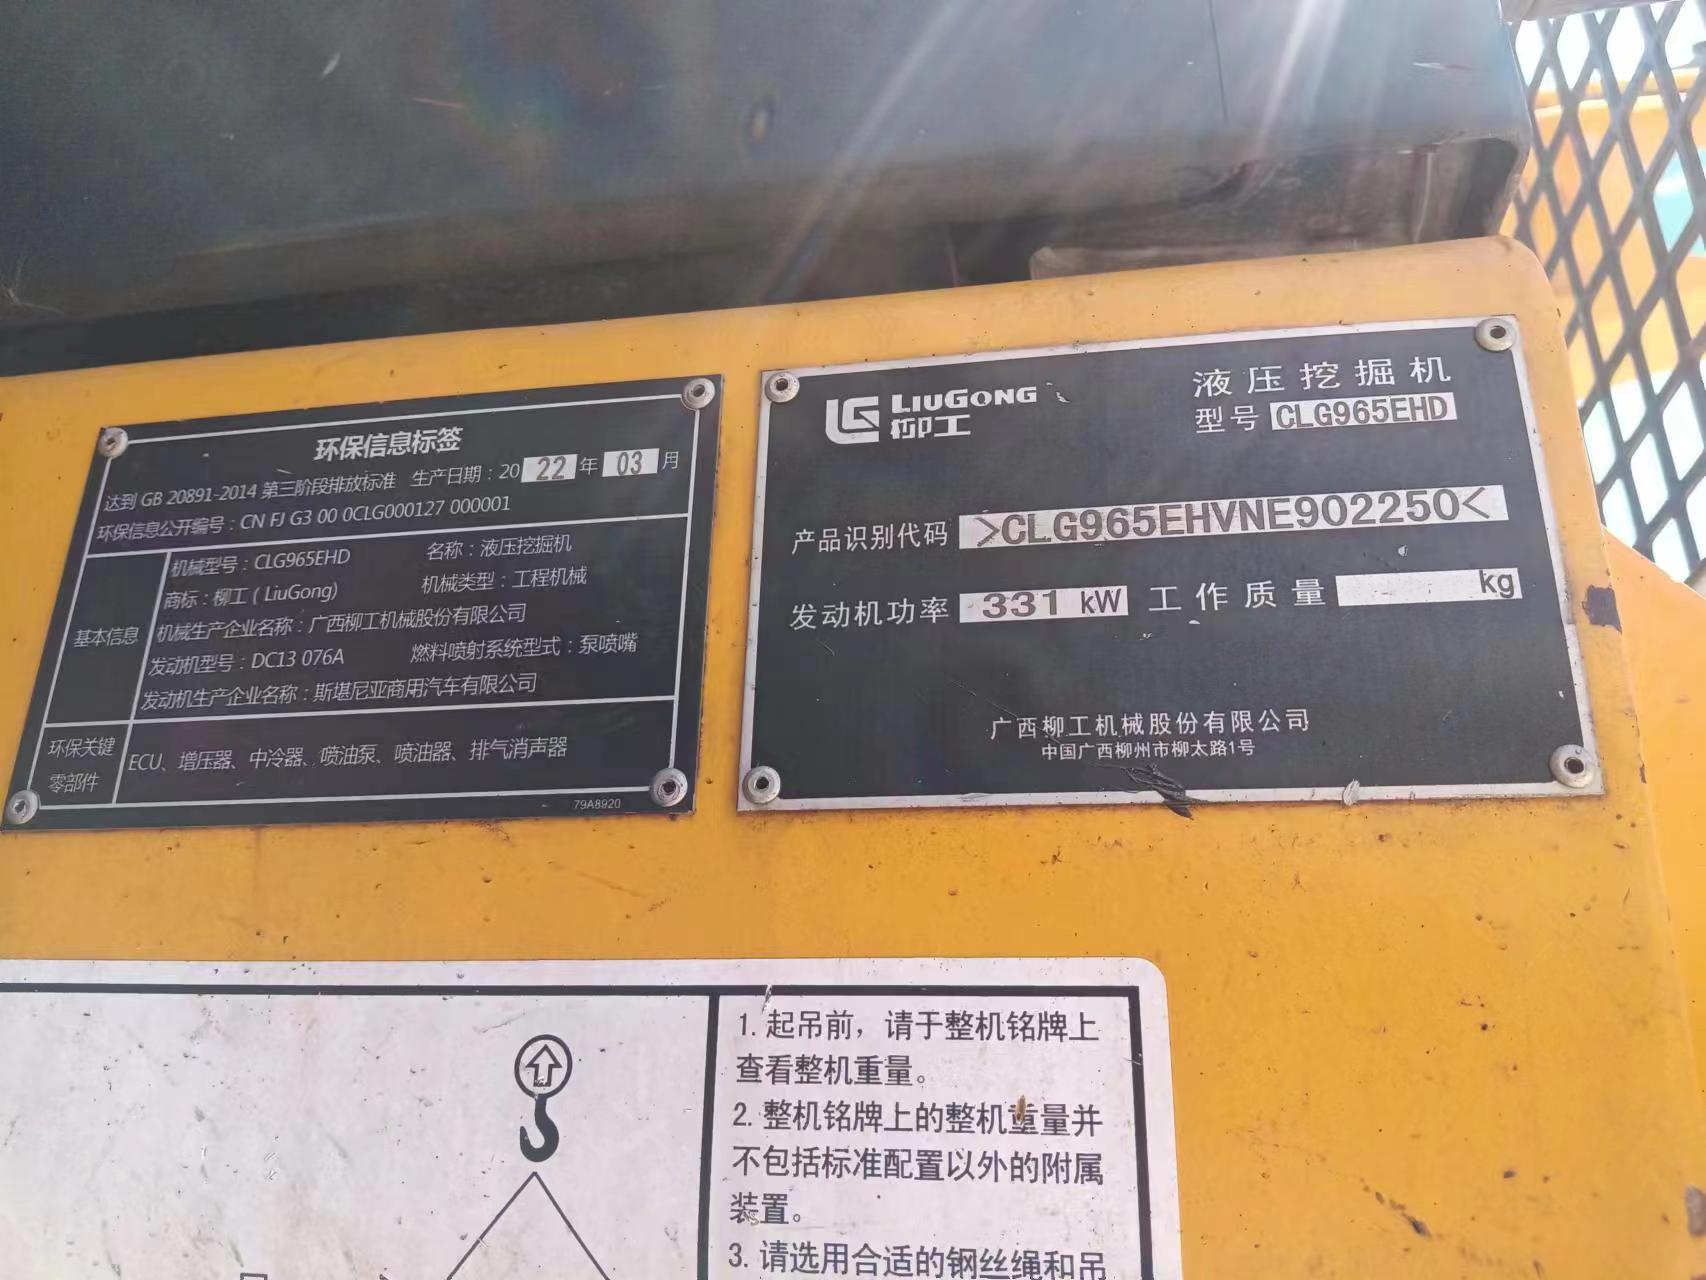 环保信息标签
达到 GB 20891-2014 第三阶段排放标准 生产日期：2022年03月
环保信息公开编号：CN FJ G3 00 0CLG000127 000001
基本信息
机械型号：CLG965EHD 名称：液压挖掘机
商标：柳工 (LiuGong) 机械类型：工程机械
机械生产企业名称：广西柳工机械股份有限公司
发动机型号：DC13 076A 燃料喷射系统型式：泵喷嘴
发动机生产企业名称：斯堪尼亚商用汽车有限公司
环保关键
零部件
ECU、增压器、中冷器、喷油泵、喷油器、排气消声器
79A8920
LIUGONG
柳工
液压挖掘机
型号 CLG965EHD
产品识别代码 >CLG965EHVNE902250<
发动机功率 331 kW 工作质量 kg
广西柳工机械股份有限公司
中国广西柳州市柳太路1号
1. 起吊前，请于整机铭牌上
查看整机重量。
2. 整机铭牌上的整机重量并
不包括标准配置以外的附属
装置。
3. 请选用合适的钢丝绳和吊